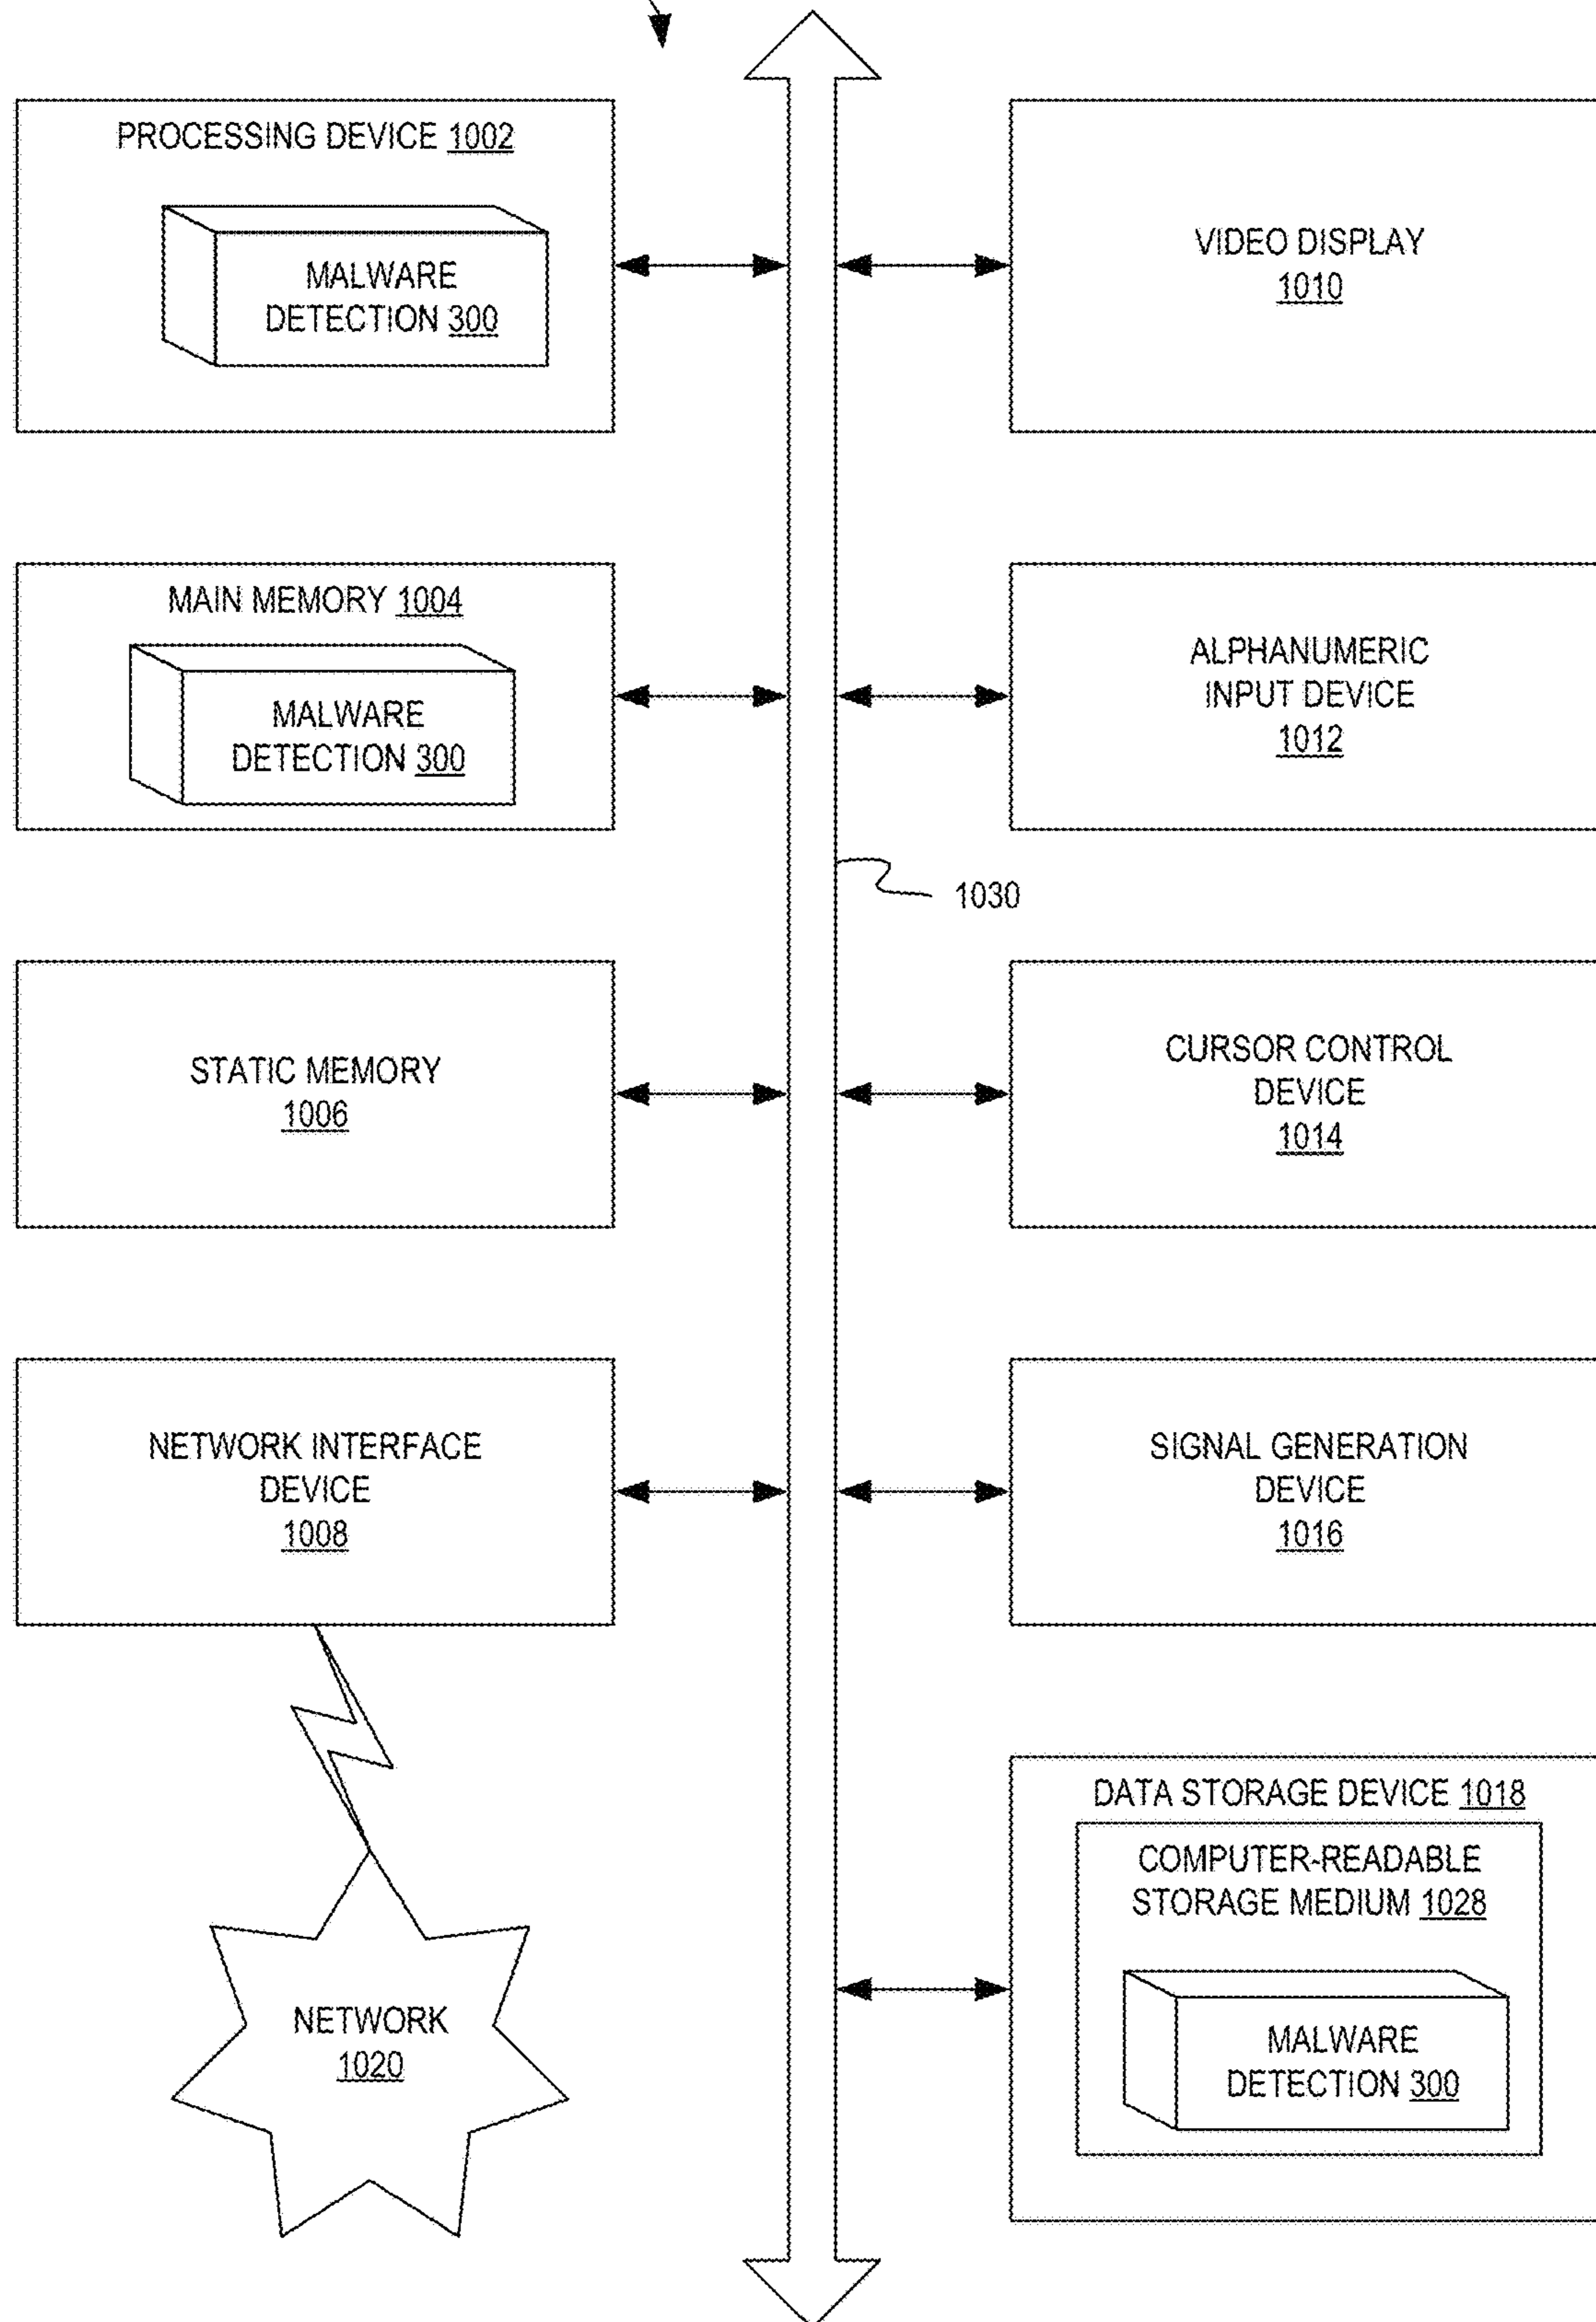 PROCESSING DEVICE 1002
MALWARE
DETECTION 300
VIDEO DISPLAY
1010
MAIN MEMORY 1004
MALWARE
DETECTION 300
ALPHANUMERIC
INPUT DEVICE
1012
1030
STATIC MEMORY
1006
CURSOR CONTROL
DEVICE
1014
NETWORK INTERFACE
DEVICE
1008
SIGNAL GENERATION
DEVICE
1016
DATA STORAGE DEVICE 1018
COMPUTER-READABLE
STORAGE MEDIUM 1028
MALWARE
DETECTION 300
NETWORK
1020